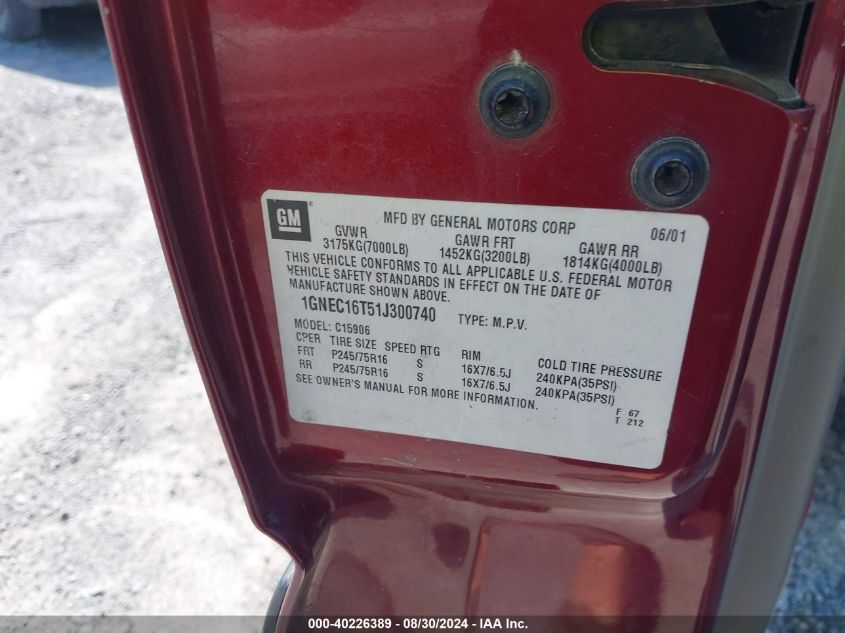 GM
MFD BY GENERAL MOTORS CORP 06/01
GVWR GAWR FRT GAWR RR
3175KG(7000LB) 1452KG(3200LB) 1814KG(4000LB)
THIS VEHICLE CONFORMS TO ALL APPLICABLE U.S. FEDERAL MOTOR
VEHICLE SAFETY STANDARDS IN EFFECT ON THE DATE OF
MANUFACTURE SHOWN ABOVE.
1GNEC16T51J300740 TYPE: M.P.V.
MODEL: C15906
CPER TIRE SIZE SPEED RTG RIM COLD TIRE PRESSURE
FRT P245/75R16 S 16X7/6.5J 240KPA(35PSI)
RR P245/75R16 S 16X7/6.5J 240KPA(35PSI)
SEE OWNER'S MANUAL FOR MORE INFORMATION.
F 67
T 212
000-40226389 - 08/30/2024 - IAA Inc.